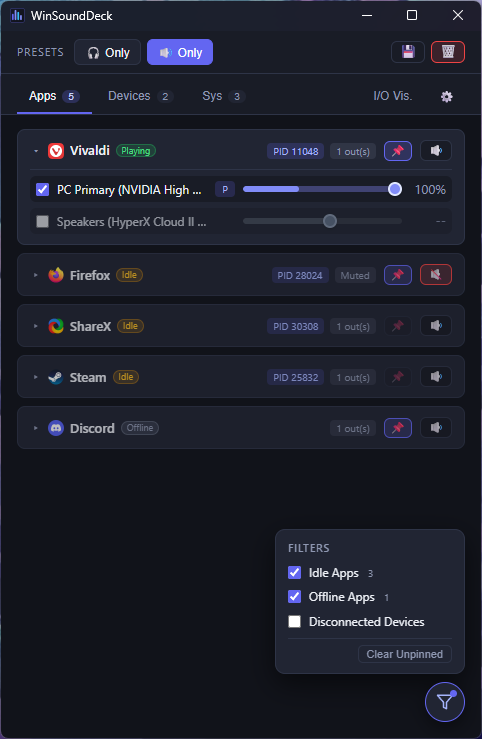 WinSoundDeck
PRESETS 🎧 Only 🔊 Only
Apps 5 Devices 2 Sys 3 I/O Vis.
Vivaldi Playing PID 11048 1 out(s)
PC Primary (NVIDIA High ... P 100%
Speakers (HyperX Cloud II ... --
Firefox Idle PID 28024 Muted
ShareX Idle PID 30308 1 out(s)
Steam Idle PID 25832 1 out(s)
Discord Offline 1 out(s)
FILTERS
Idle Apps 3
Offline Apps 1
Disconnected Devices
Clear Unpinned